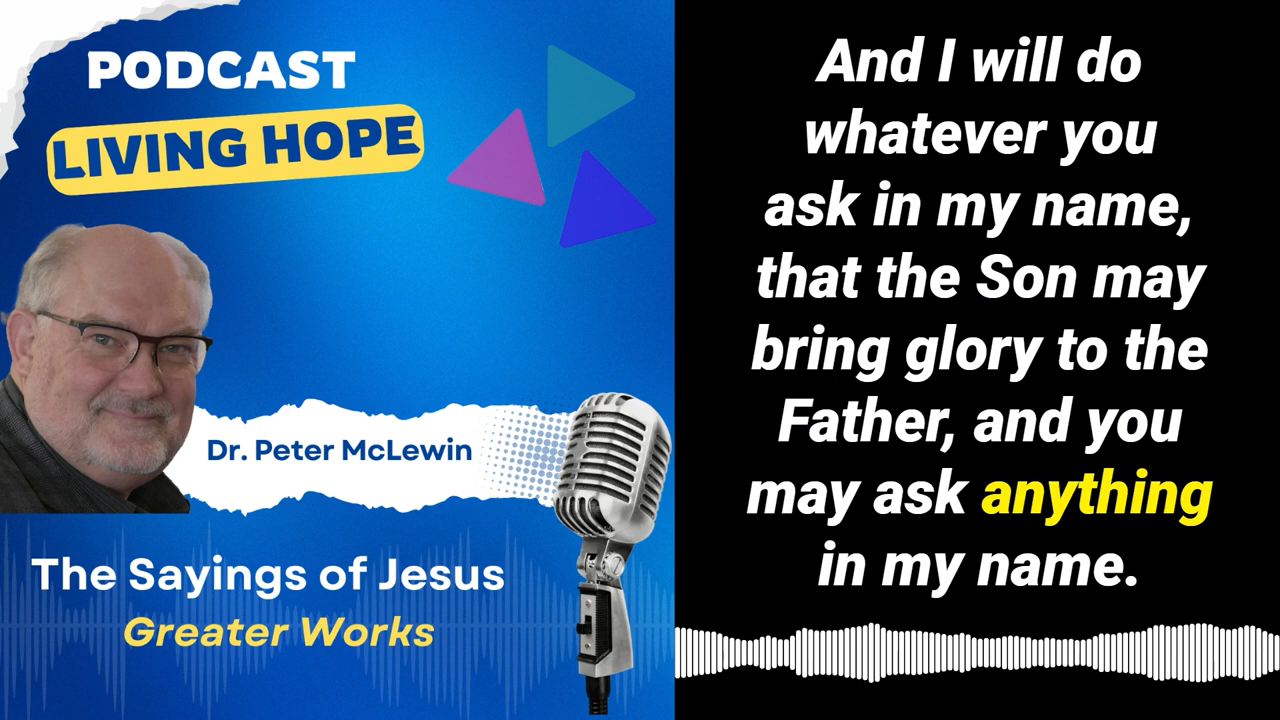 PODCAST
LIVING HOPE
Dr. Peter McLewin
The Sayings of Jesus
Greater Works
And I will do
whatever you
ask in my name,
that the Son may
bring glory to the
Father, and you
may ask anything
in my name.